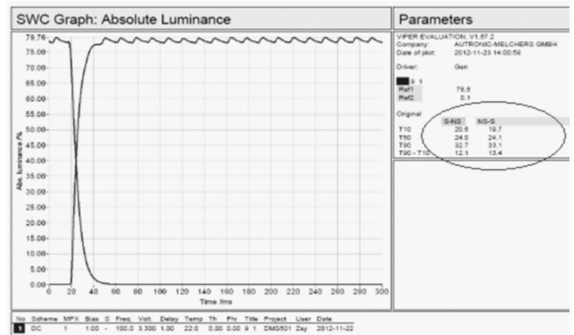 SWC Graph: Absolute Luminance
Parameters
VIPER EVALUATION, V1.87.2
Company: AUTRONIC-MELCHERS GMBH
Date of plot: 2012-11-23 14:00:59
Driver: Gen
9 1
Ref1 78.8
Ref2 0.1
Original
S-NS NS-S
T10 20.6 19.7
T50 24.0 24.1
T90 32.7 33.1
T90 - T10 12.1 13.4
Abs. luminance /%
79.76
75.00
70.00
65.00
60.00
55.00
50.00
45.00
40.00
35.00
30.00
25.00
20.00
15.00
10.00
5.00
0.00
0 20 40 60 80 100 120 140 160 180 200 220 240 260 280 300
Time /ms
No Scheme MPX Bias S Freq. Volt. Delay Temp Th Phi Title Project User Date
1 DC 1 1.00 - 100.0 3.300 1.00 22.0 0.00 0.00 9 1 DMS501 Zay 2012-11-22